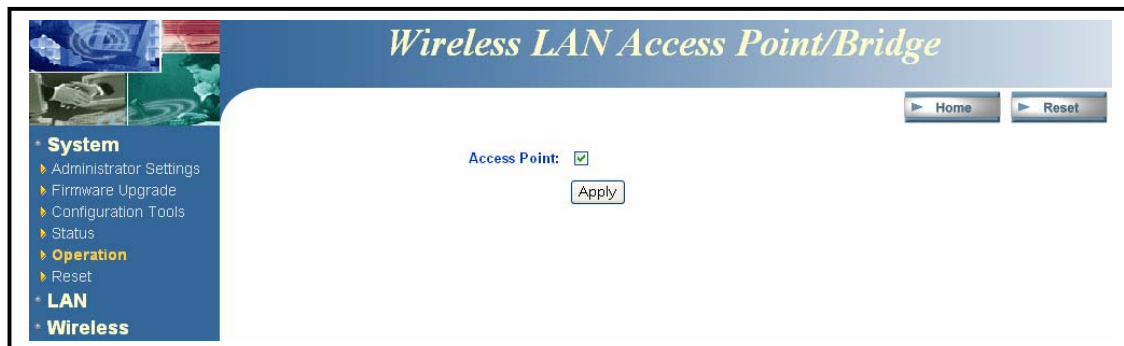 Wireless LAN Access Point/Bridge
Home
Reset
System
Administrator Settings
Firmware Upgrade
Configuration Tools
Status
Operation
Reset
LAN
Wireless
Access Point:
Apply